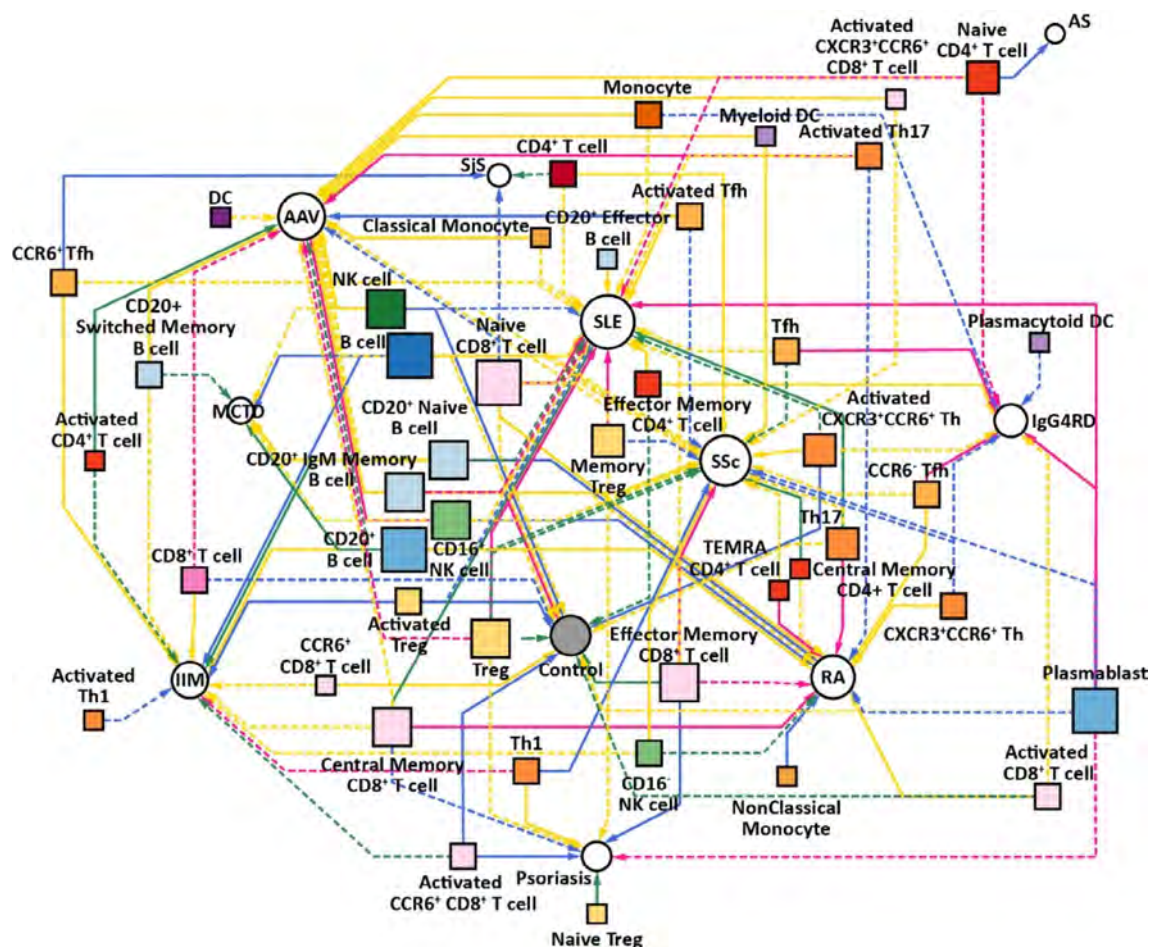 Activated
CXCR3⁺CCR6⁺
CD8⁺ T cell
Naive
CD4⁺ T cell
AS
Monocyte
Myeloid DC
Activated Th17
CD4⁺ T cell
SjS
DC
AAV
Activated Tfh
Classical Monocyte
CD20⁺ Effector
B cell
CCR6⁺Tfh
NK cell
CD20+
Switched Memory
B cell
B cell
Naive
CD8⁺ T cell
SLE
Tfh
Plasmacytoid DC
MCTD
CD20⁺ Naive
B cell
Effector Memory
CD4⁺ T cell
Activated
CXCR3⁺CCR6⁺ Th
IgG4RD
Activated
CD4⁺ T cell
CD20⁺ IgM Memory
B cell
Memory
Treg
SSc
CCR6⁻ Tfh
CD8⁺ T cell
CD20⁺
B cell
CD16⁺
NK cell
Th17
TEMRA
CD4⁺ T cell
Central Memory
CD4+ T cell
Activated
Treg
Treg
Control
CXCR3⁺CCR6⁺ Th
CCR6⁺
CD8⁺ T cell
Effector Memory
CD8⁺ T cell
IIM
RA
Plasmablast
Activated
Th1
Central Memory
CD8⁺ T cell
Th1
CD16⁻
NK cell
NonClassical
Monocyte
Activated
CD8⁺ T cell
Activated
CCR6⁺ CD8⁺ T cell
Psoriasis
Naive Treg